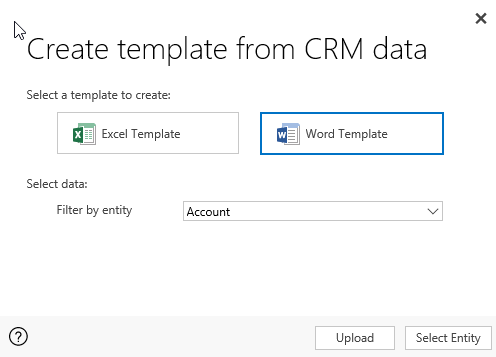 Create template from CRM data
Select a template to create:
Excel Template
Word Template
Select data:
Filter by entity
Account
Upload
Select Entity